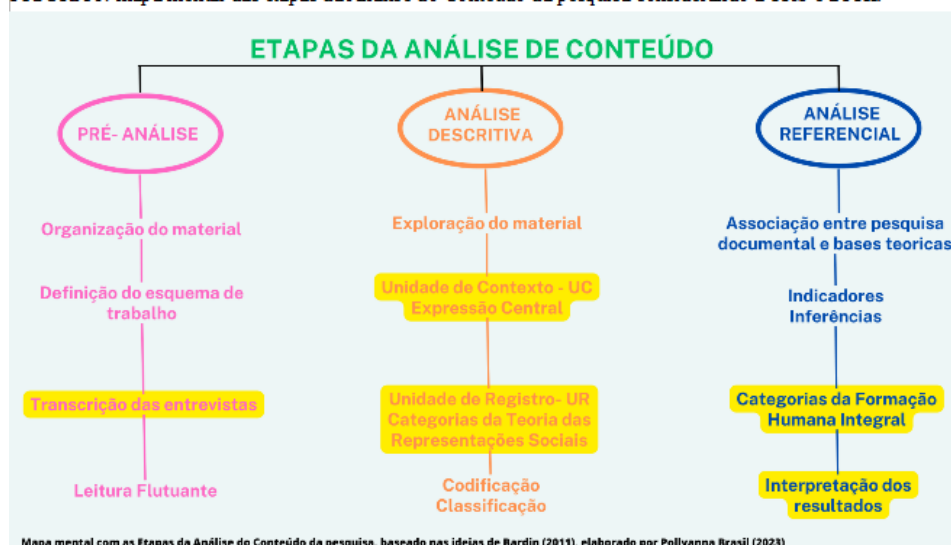 ETAPAS DA ANÁLISE DE CONTEÚDO
PRÉ- ANÁLISE
Organização do material
Definição do esquema de
trabalho
Transcrição das entrevistas
Leitura Flutuante
ANÁLISE
DESCRITIVA
Exploração do material
Unidade de Contexto - UC
Expressão Central
Unidade de Registro- UR
Categorias da Teoria das
Representações Sociais
Codificação
Classificação
ANÁLISE
REFERENCIAL
Associação entre pesquisa
documental e bases teoricas
Indicadores
Inferências
Categorias da Formação
Humana Integral
Interpretação dos
resultados
Mapa mental com as Etapas da Análise do Conteúdo da pesquisa, baseado nas ideias de Bardin (2011), elaborado por Pollyanna Brasil (2023)